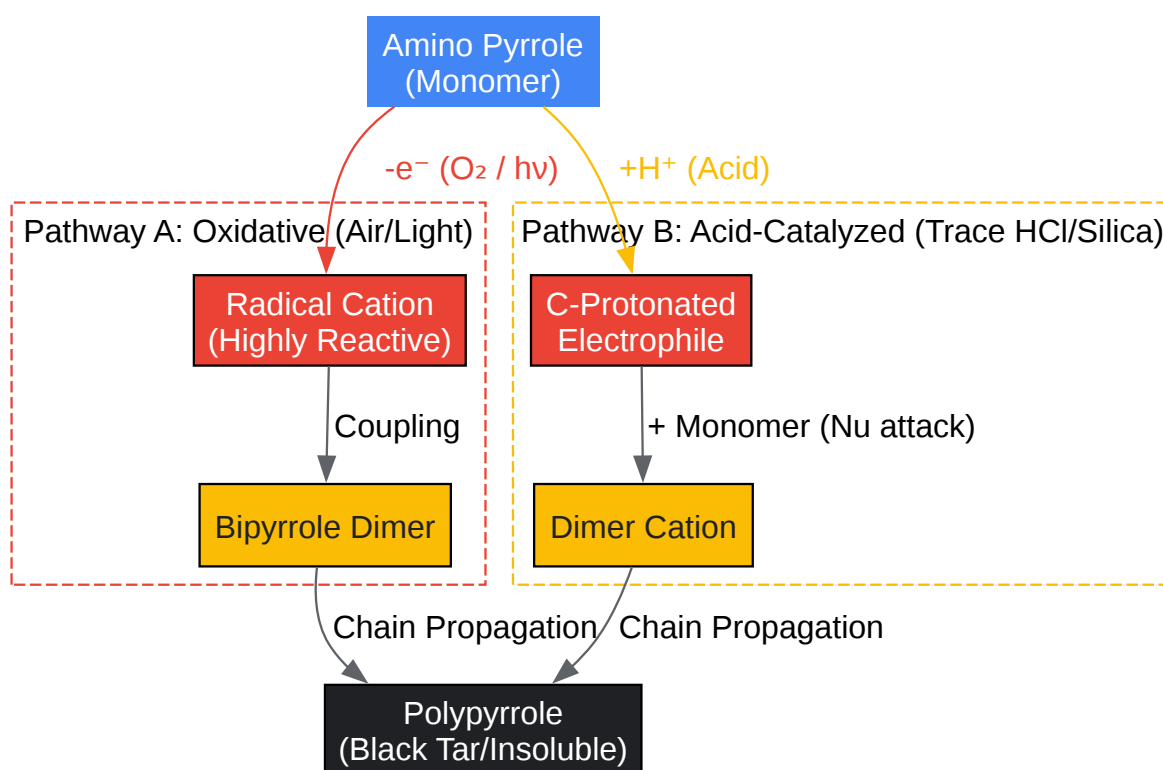 Amino Pyrrole
(Monomer)
-e⁻ (O₂ / hν)
+H⁺ (Acid)
Pathway A: Oxidative (Air/Light)
Pathway B: Acid-Catalyzed (Trace HCl/Silica)
Radical Cation
(Highly Reactive)
C-Protonated
Electrophile
Coupling
+ Monomer (Nu attack)
Bipyrrole Dimer
Dimer Cation
Chain Propagation
Chain Propagation
Polypyrrole
(Black Tar/Insoluble)